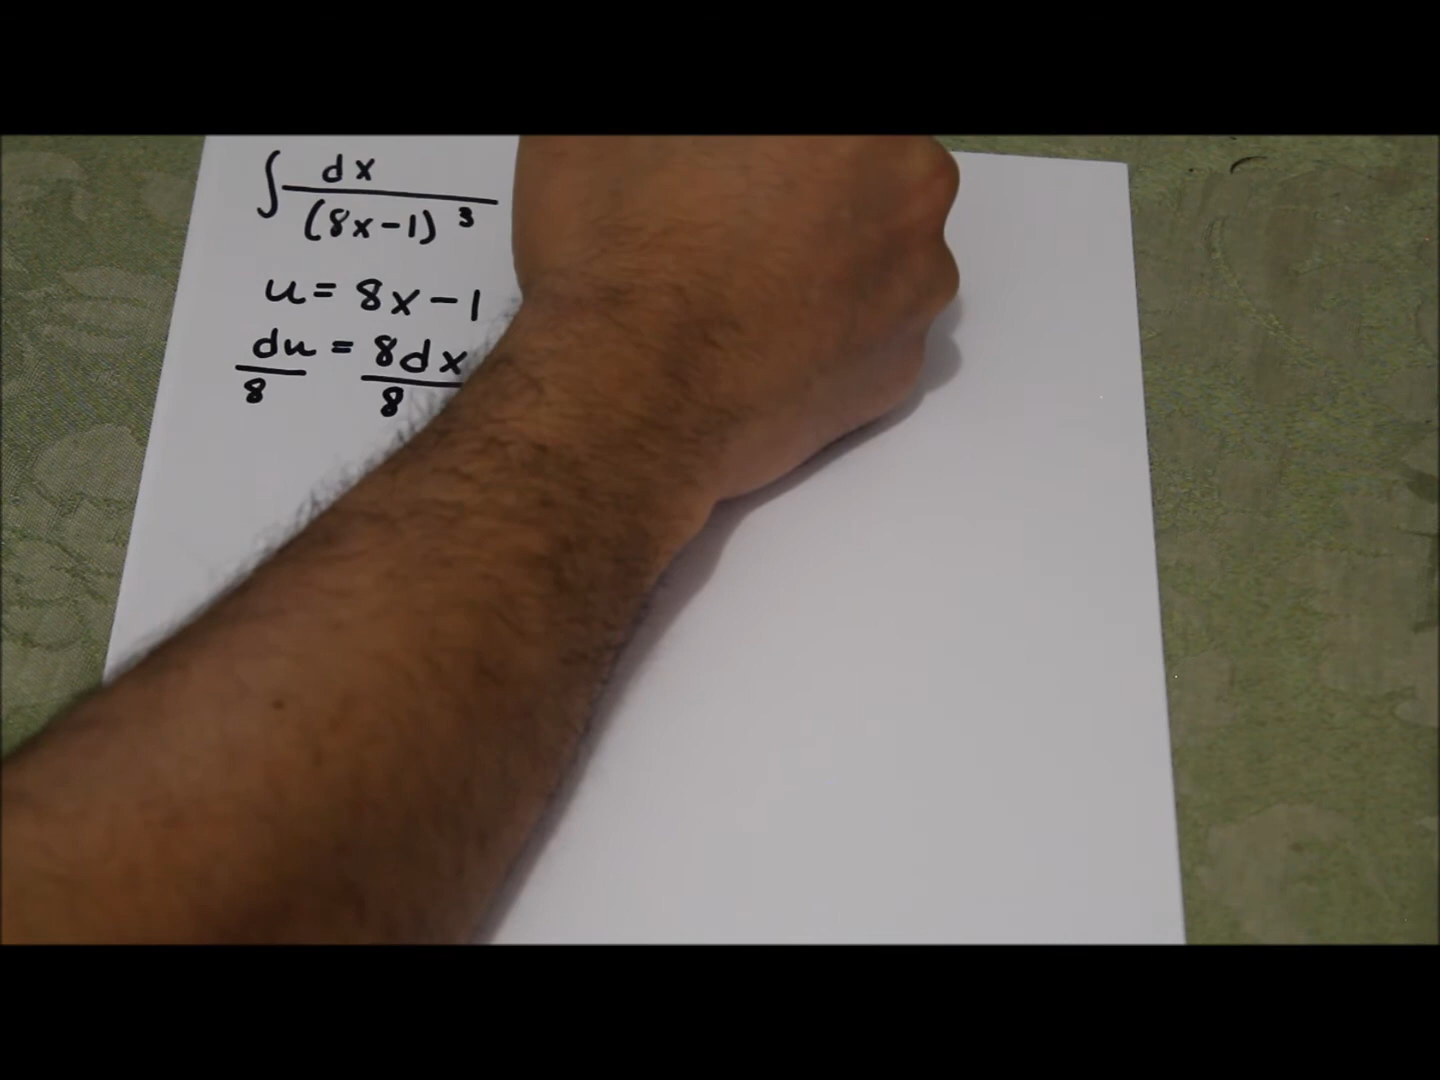 ∫ dx / (8x-1)³
u = 8x-1
du/8 = 8dx/8